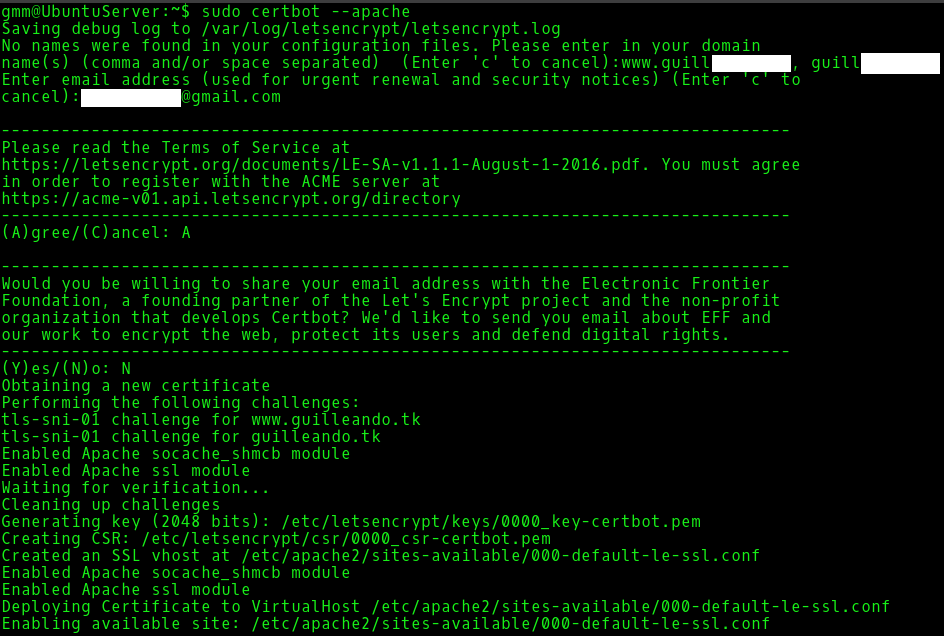 gmm@UbuntuServer:~$ sudo certbot --apache
Saving debug log to /var/log/letsencrypt/letsencrypt.log
No names were found in your configuration files. Please enter in your domain
name(s) (comma and/or space separated)  (Enter 'c' to cancel):www.guill, guill
Enter email address (used for urgent renewal and security notices) (Enter 'c' to
cancel):@gmail.com
-------------------------------------------------------------------------------
Please read the Terms of Service at
https://letsencrypt.org/documents/LE-SA-v1.1.1-August-1-2016.pdf. You must agree
in order to register with the ACME server at
https://acme-v01.api.letsencrypt.org/directory
-------------------------------------------------------------------------------
(A)gree/(C)ancel: A
-------------------------------------------------------------------------------
Would you be willing to share your email address with the Electronic Frontier
Foundation, a founding partner of the Let's Encrypt project and the non-profit
organization that develops Certbot? We'd like to send you email about EFF and
our work to encrypt the web, protect its users and defend digital rights.
-------------------------------------------------------------------------------
(Y)es/(N)o: N
Obtaining a new certificate
Performing the following challenges:
tls-sni-01 challenge for www.guilleando.tk
tls-sni-01 challenge for guilleando.tk
Enabled Apache socache_shmcb module
Enabled Apache ssl module
Waiting for verification...
Cleaning up challenges
Generating key (2048 bits): /etc/letsencrypt/keys/0000_key-certbot.pem
Creating CSR: /etc/letsencrypt/csr/0000_csr-certbot.pem
Created an SSL vhost at /etc/apache2/sites-available/000-default-le-ssl.conf
Enabled Apache socache_shmcb module
Enabled Apache ssl module
Deploying Certificate to VirtualHost /etc/apache2/sites-available/000-default-le-ssl.conf
Enabling available site: /etc/apache2/sites-available/000-default-le-ssl.conf